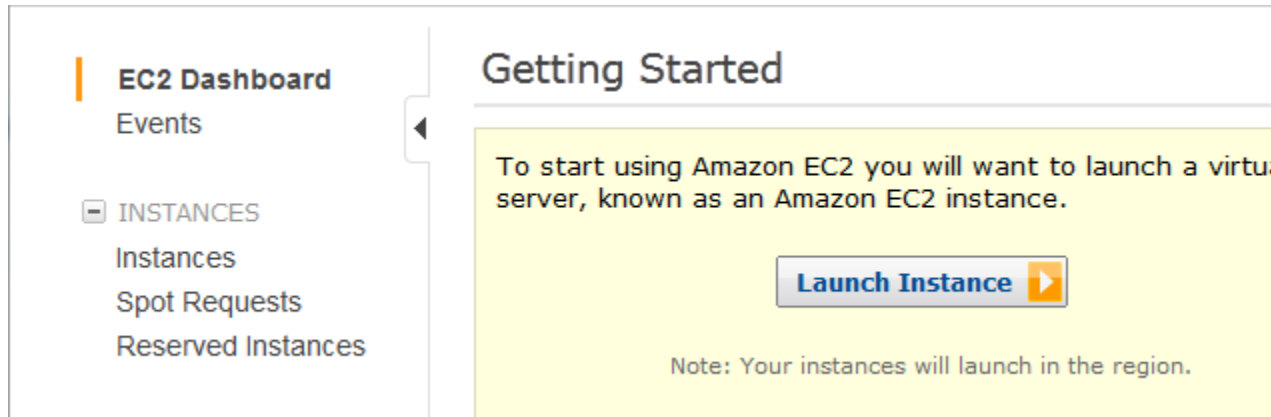 EC2 Dashboard
Events
INSTANCES
Instances
Spot Requests
Reserved Instances
Getting Started
To start using Amazon EC2 you will want to launch a virtua
server, known as an Amazon EC2 instance.
Launch Instance
Note: Your instances will launch in the region.